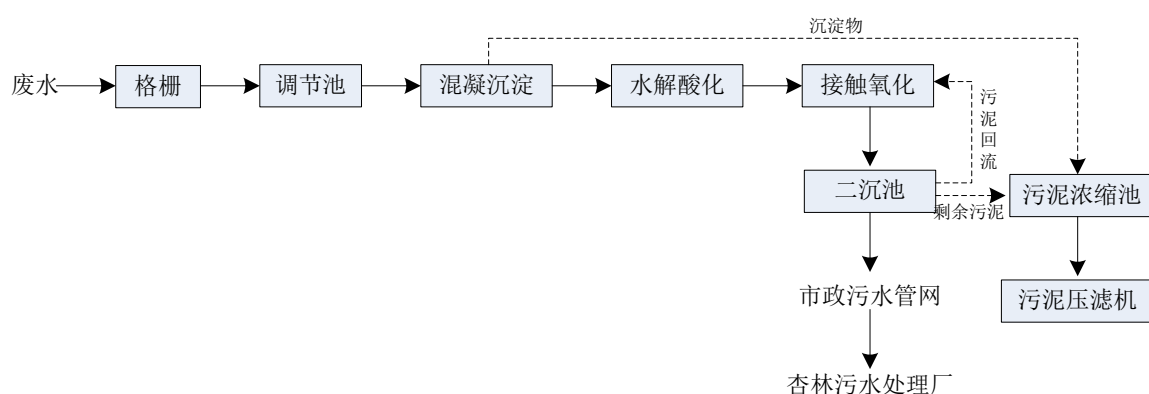 沉淀物
废水
格栅
调节池
混凝沉淀
水解酸化
接触氧化
污泥回流
二沉池
剩余污泥
污泥浓缩池
市政污水管网
污泥压滤机
杏林污水处理厂